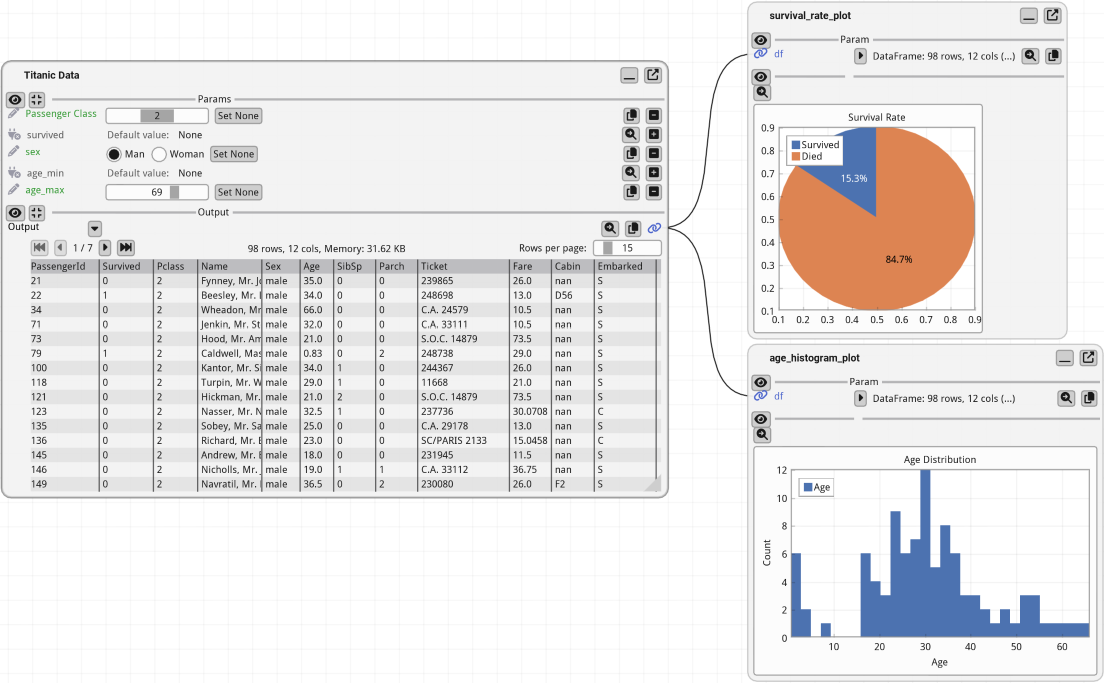 Titanic Data
Params
Passenger Class 2 Set None
survived Default value: None
sex Man Woman Set None
age_min Default value: None
age_max 69 Set None
Output
Output
1 / 7 98 rows, 12 cols, Memory: 31.62 KB Rows per page: 15
PassengerId Survived Pclass Name Sex Age SibSp Parch Ticket Fare Cabin Embarked
21 0 2 Fynney, Mr. Jo male 35.0 0 0 239865 26.0 nan S
22 1 2 Beesley, Mr. male 34.0 0 0 248698 13.0 D56 S
34 0 2 Wheadon, Mr male 66.0 0 0 C.A. 24579 10.5 nan S
71 0 2 Jenkin, Mr. St male 32.0 0 0 C.A. 33111 10.5 nan S
73 0 2 Hood, Mr. Am male 21.0 0 0 S.O.C. 14879 73.5 nan S
79 1 2 Caldwell, Mas male 0.83 0 2 248738 29.0 nan S
100 0 2 Kantor, Mr. Si male 34.0 1 0 244367 26.0 nan S
118 0 2 Turpin, Mr. W male 29.0 1 0 11668 21.0 nan S
121 0 2 Hickman, Mr. male 21.0 2 0 S.O.C. 14879 73.5 nan S
123 0 2 Nasser, Mr. N male 32.5 1 0 237736 30.0708 nan C
135 0 2 Sobey, Mr. Sa male 25.0 0 0 C.A. 29178 13.0 nan S
136 0 2 Richard, Mr. E male 23.0 0 0 SC/PARIS 2133 15.0458 nan C
145 0 2 Andrew, Mr. E male 18.0 0 0 231945 11.5 nan S
146 0 2 Nicholls, Mr. male 19.0 1 1 C.A. 33112 36.75 nan S
149 0 2 Navratil, Mr. male 36.5 0 2 230080 26.0 F2 S
survival_rate_plot
Param
df DataFrame: 98 rows, 12 cols (...)
Survival Rate
Survived
Died
15.3%
84.7%
0.9
0.8
0.7
0.6
0.5
0.4
0.3
0.2
0.1
0.1 0.2 0.3 0.4 0.5 0.6 0.7 0.8 0.9
age_histogram_plot
Param
df DataFrame: 98 rows, 12 cols (...)
Age Distribution
Age
Count
12
10
8
6
4
2
0
10 20 30 40 50 60
Age